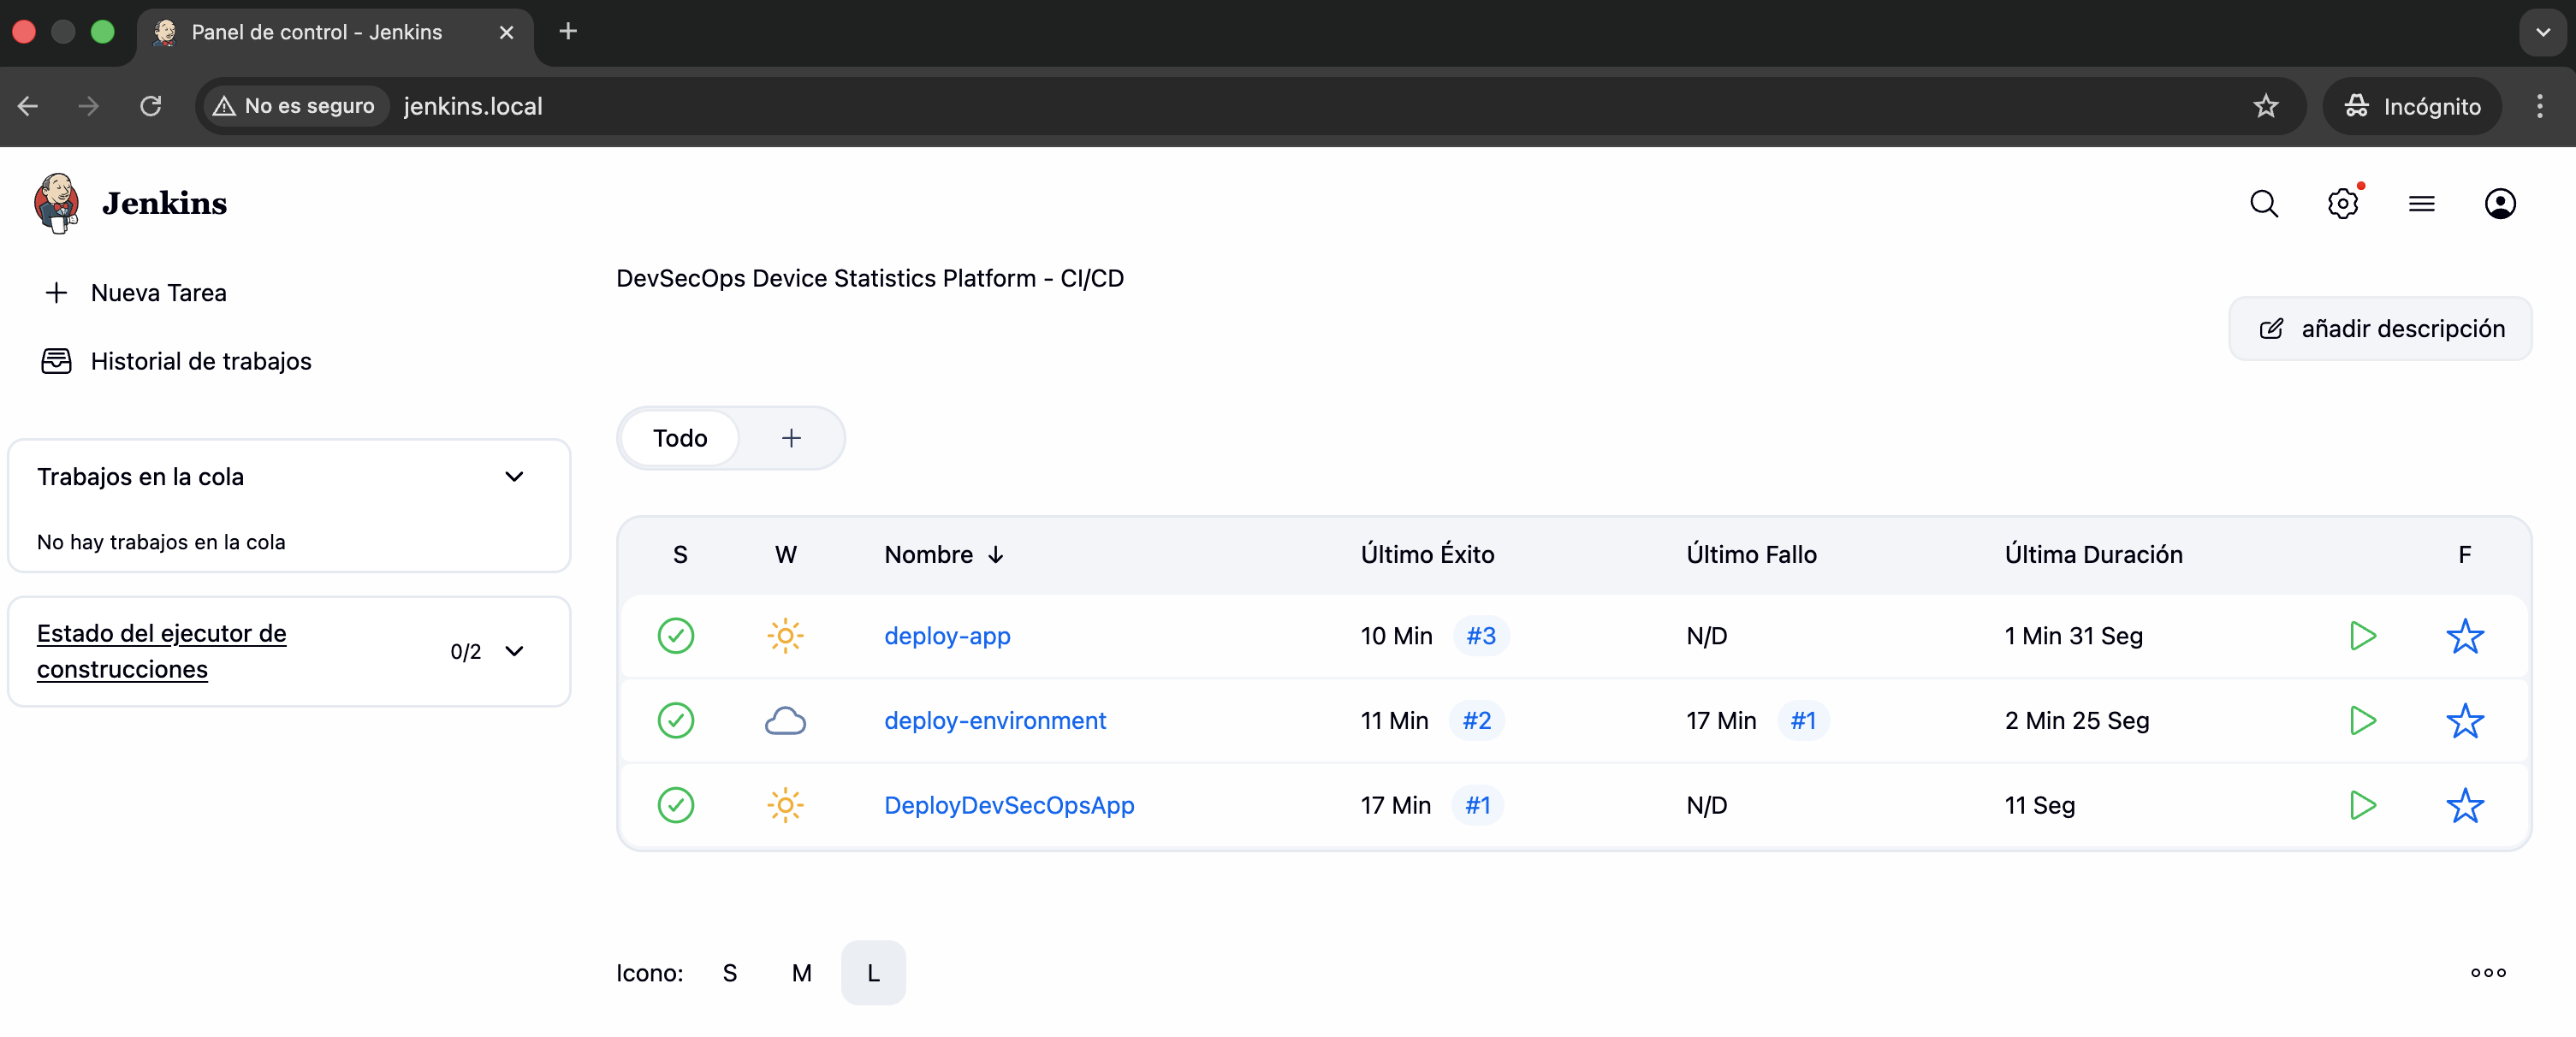 Panel de control - Jenkins
No es seguro
jenkins.local
Incógnito
Jenkins
Nueva Tarea
Historial de trabajos
Trabajos en la cola
No hay trabajos en la cola
Estado del ejecutor de
construcciones
0/2
DevSecOps Device Statistics Platform - CI/CD
añadir descripción
Todo
S W Nombre ↓ Último Éxito Último Fallo Última Duración F
deploy-app 10 Min #3 N/D 1 Min 31 Seg
deploy-environment 11 Min #2 17 Min #1 2 Min 25 Seg
DeployDevSecOpsApp 17 Min #1 N/D 11 Seg
Icono: S M L